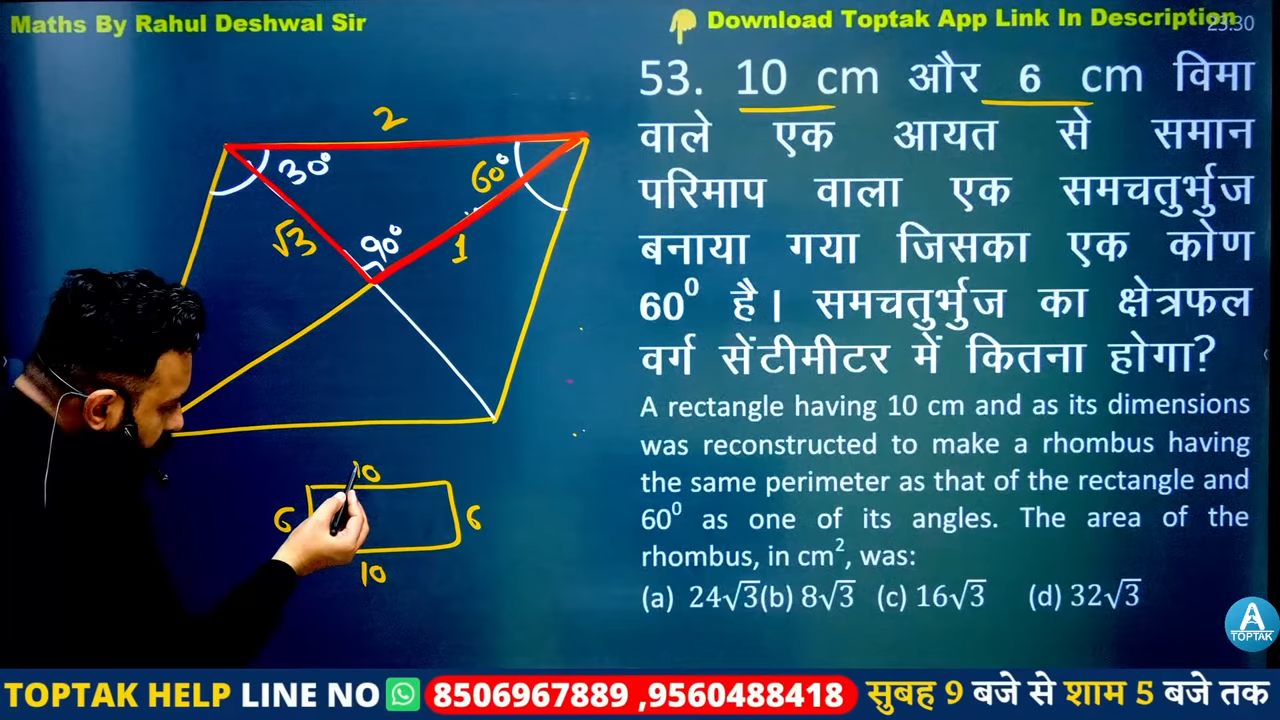 Maths By Rahul Deshwal Sir
Download Toptak App Link In Description
23:30
53. 10 cm और 6 cm विमा
वाले एक आयत से समान
परिमाप वाला एक समचतुर्भुज
बनाया गया जिसका एक कोण
60⁰ है। समचतुर्भुज का क्षेत्रफल
वर्ग सेंटीमीटर में कितना होगा?
A rectangle having 10 cm and as its dimensions
was reconstructed to make a rhombus having
the same perimeter as that of the rectangle and
60⁰ as one of its angles. The area of the
rhombus, in cm², was:
(a) 24√3(b) 8√3 (c) 16√3 (d) 32√3
2
30°
60°
√3
90°
1
10
6
6
10
A
TOPTAK
TOPTAK HELP LINE NO 8506967889 ,9560488418 सुबह 9 बजे से शाम 5 बजे तक